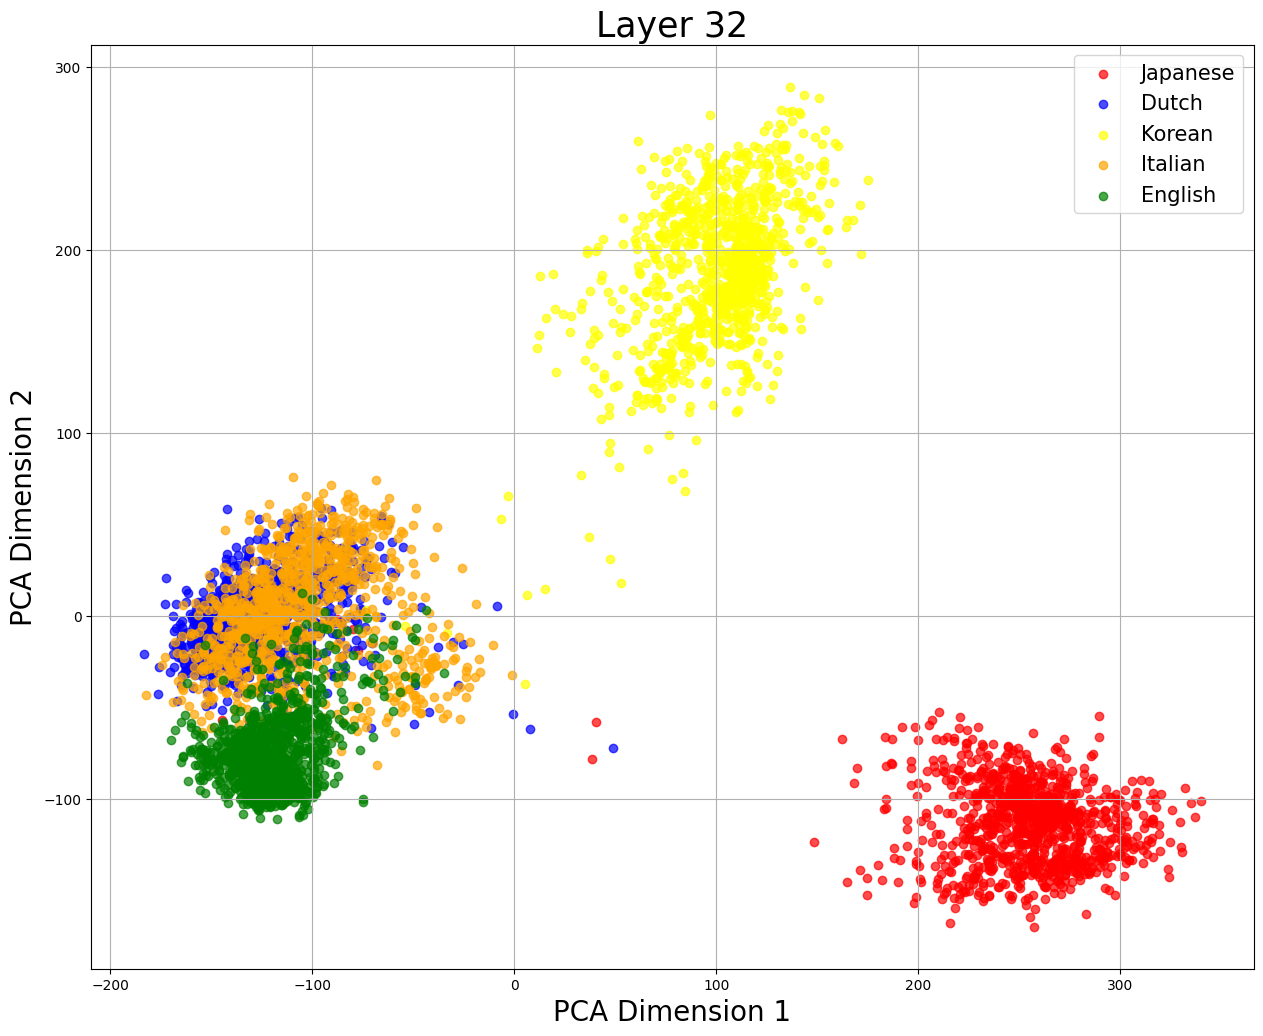 Layer 32
Japanese
Dutch
Korean
Italian
English
300
200
100
0
−100
PCA Dimension 2
−200
−100
0
100
200
300
PCA Dimension 1